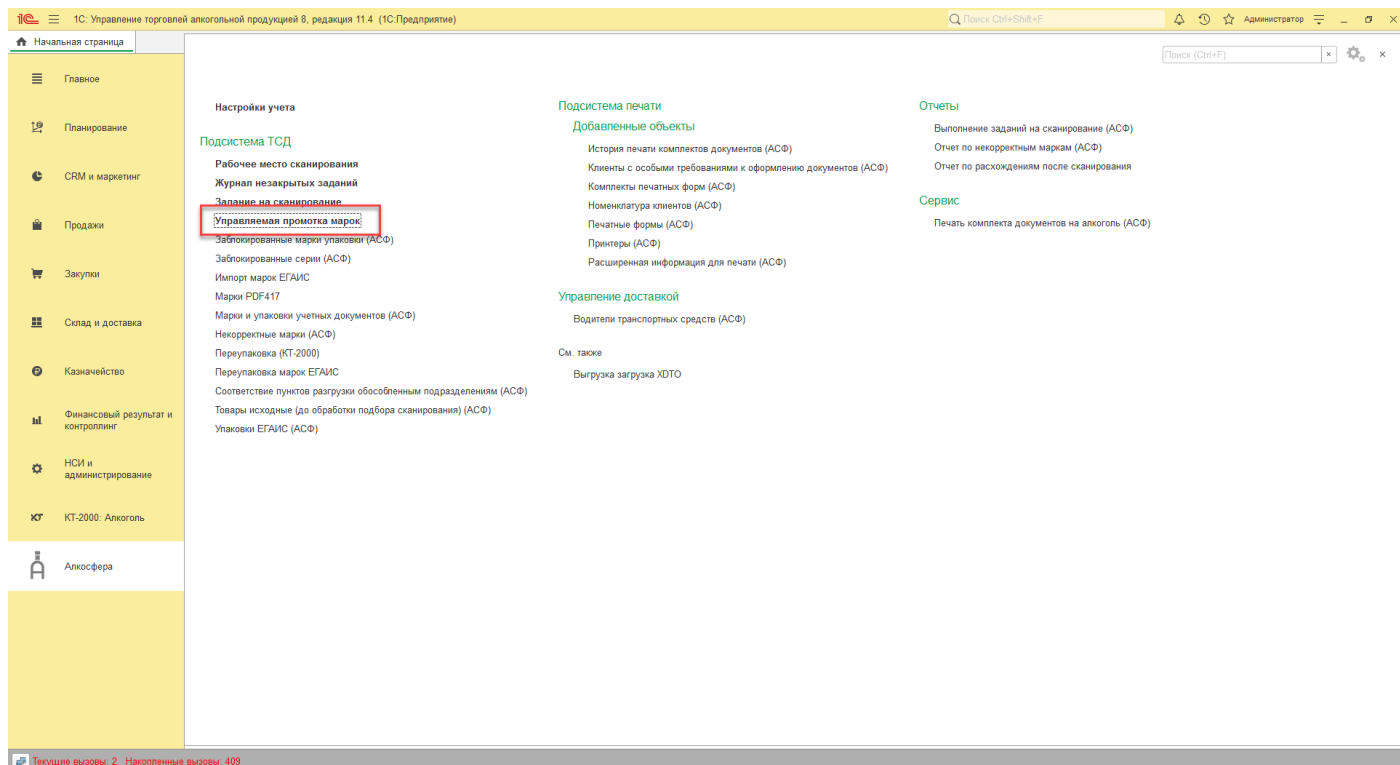 1С: Управление торговлей алкогольной продукцией 8, редакция 11.4 (1С:Предприятие)
Поиск Ctrl+Shift+F
Администратор
Начальная страница
Поиск (Ctrl+F)
Главное
Планирование
CRM и маркетинг
Продажи
Закупки
Склад и доставка
Казначейство
Финансовый результат и
контроллинг
НСИ и
администрирование
КТ-2000: Алкоголь
Алкосфера
Настройки учета
Подсистема ТСД
Рабочее место сканирования
Журнал незакрытых заданий
Задание на сканирование
Управляемая промотка марок
Заблокированные марки упаковки (АСФ)
Заблокированные серии (АСФ)
Импорт марок ЕГАИС
Марки PDF417
Марки и упаковки учетных документов (АСФ)
Некорректные марки (АСФ)
Переупаковка (КТ-2000)
Переупаковка марок ЕГАИС
Соответствие пунктов разгрузки обособленным подразделениям (АСФ)
Товары исходные (до обработки подбора сканирования) (АСФ)
Упаковки ЕГАИС (АСФ)
Подсистема печати
Добавленные объекты
История печати комплектов документов (АСФ)
Клиенты с особыми требованиями к оформлению документов (АСФ)
Комплекты печатных форм (АСФ)
Номенклатура клиентов (АСФ)
Печатные формы (АСФ)
Принтеры (АСФ)
Расширенная информация для печати (АСФ)
Управление доставкой
Водители транспортных средств (АСФ)
См. также
Выгрузка загрузка XDTO
Отчеты
Выполнение заданий на сканирование (АСФ)
Отчет по некорректным маркам (АСФ)
Отчет по расхождениям после сканирования
Сервис
Печать комплекта документов на алкоголь (АСФ)
Текущие вызовы: 2 Накопленные вызовы: 409